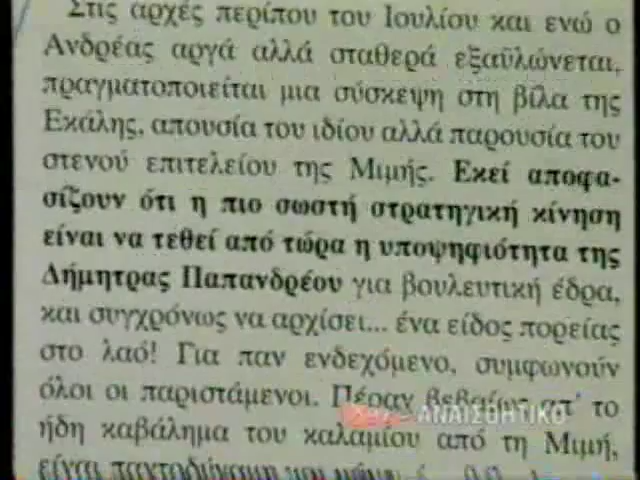 Στις αρχές περίπου του Ιουλίου και ενώ ο
Ανδρέας αργά αλλά σταθερά εξαϋλώνεται,
πραγματοποιείται μια σύσκεψη στη βίλα της
Εκάλης, απουσία του ιδίου αλλά παρουσία του
στενού επιτελείου της Μιμής. Εκεί αποφα-
σίζουν ότι η πιο σωστή στρατηγική κίνηση
είναι να τεθεί από τώρα η υποψηφιότητα της
Δήμητρας Παπανδρέου για βουλευτική έδρα,
και συγχρόνως να αρχίσει... ένα είδος πορείας
στο λαό! Για παν ενδεχόμενο, συμφωνούν
όλοι οι παριστάμενοι. Πέραν βεβαίως απ' το
ΑΝΑΙΣΘΗΤΙΚΟ
ήδη καβάλημα του καλαμίου από τη Μιμή,
είναι